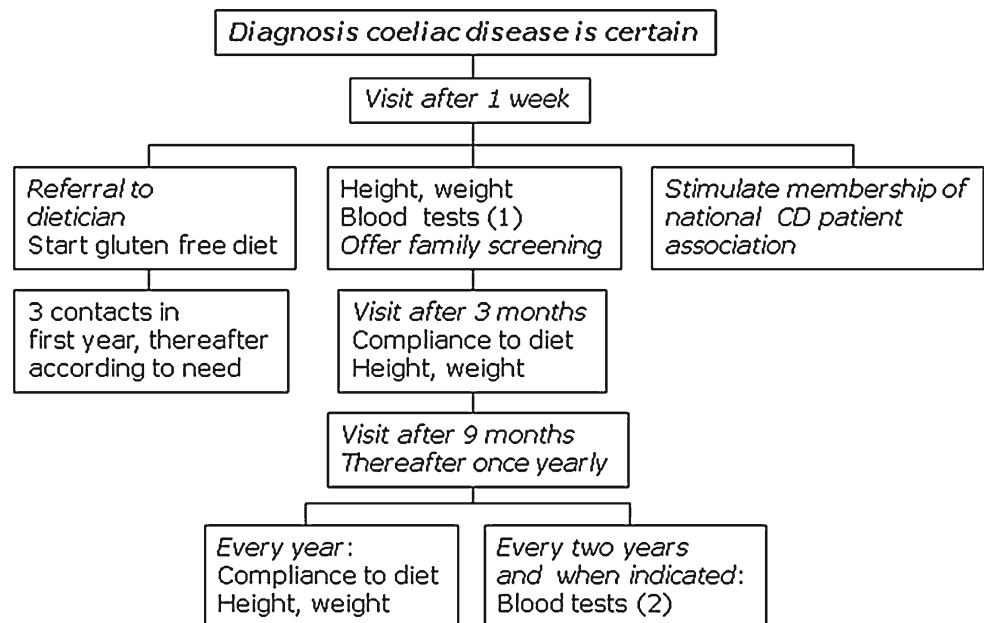 Diagnosis coeliac disease is certain
Visit after 1 week
Referral to
dietician
Start gluten free diet
Height, weight
Blood tests (1)
Offer family screening
Stimulate membership of
national CD patient
association
3 contacts in
first year, thereafter
according to need
Visit after 3 months
Compliance to diet
Height, weight
Visit after 9 months
Thereafter once yearly
Every year:
Compliance to diet
Height, weight
Every two years
and when indicated:
Blood tests (2)